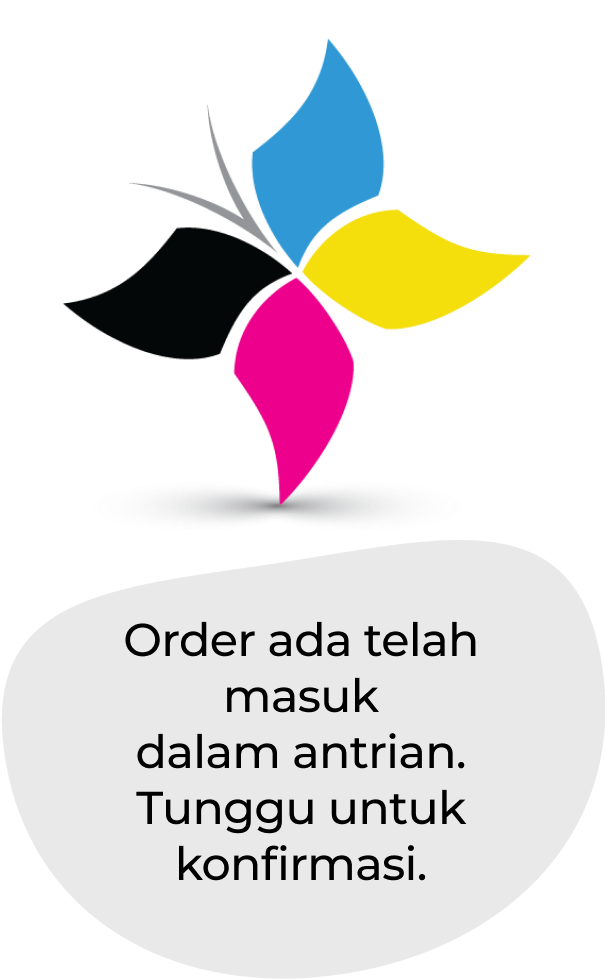 Order ada telah
masuk
dalam antrian.
Tunggu untuk
konfirmasi.